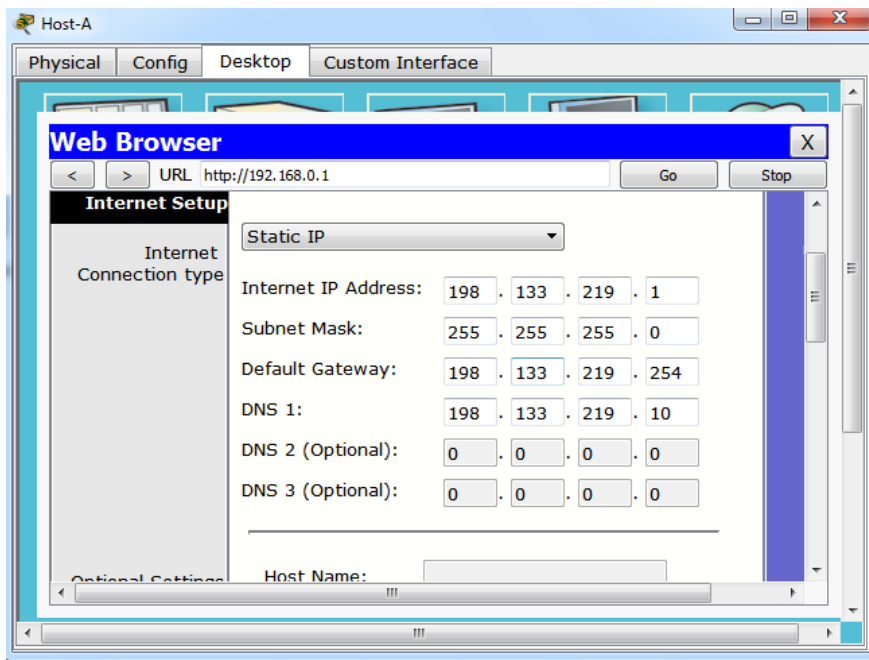 Host-A
Physical Config Desktop Custom Interface
Web Browser X
< > URL http://192.168.0.1 Go Stop
Internet Setup
Static IP
Internet
Connection type
Internet IP Address: 198 . 133 . 219 . 1
Subnet Mask: 255 . 255 . 255 . 0
Default Gateway: 198 . 133 . 219 . 254
DNS 1: 198 . 133 . 219 . 10
DNS 2 (Optional): 0 . 0 . 0 . 0
DNS 3 (Optional): 0 . 0 . 0 . 0
Optional Settings Host Name: